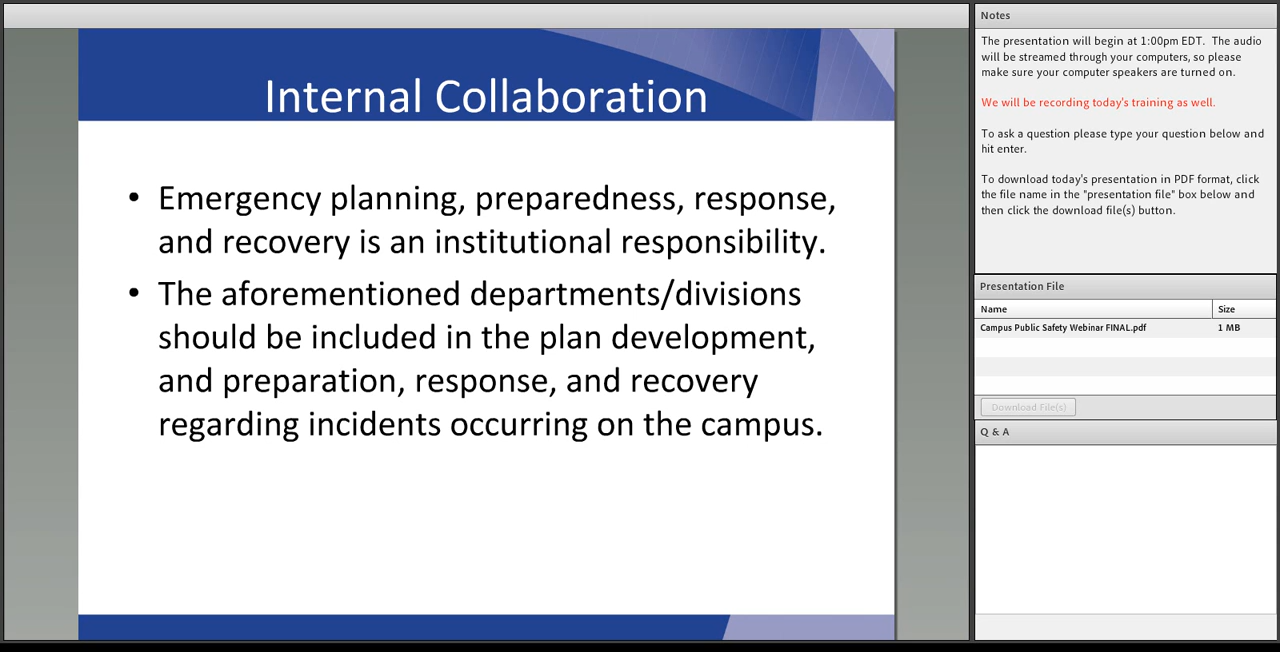 Internal Collaboration
• Emergency planning, preparedness, response,
and recovery is an institutional responsibility.
• The aforementioned departments/divisions
should be included in the plan development,
and preparation, response, and recovery
regarding incidents occurring on the campus.
Notes
The presentation will begin at 1:00pm EDT. The audio
will be streamed through your computers, so please
make sure your computer speakers are turned on.
We will be recording today's training as well.
To ask a question please type your question below and
hit enter.
To download today's presentation in PDF format, click
the file name in the "presentation file" box below and
then click the download file(s) button.
Presentation File
Name Size
Campus Public Safety Webinar FINAL.pdf 1 MB
Download File(s)
Q & A